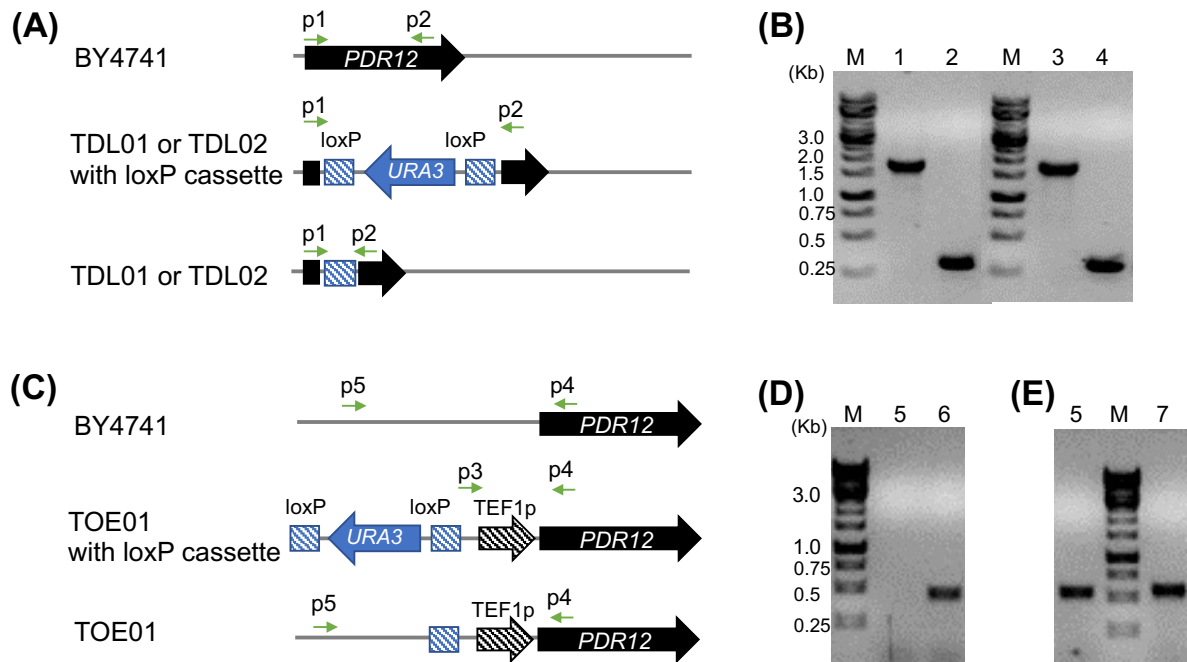 (A)
p1 p2
BY4741 PDR12
p1 p2
loxP loxP
TDL01 or TDL02
with loxP cassette URA3
p1 p2
TDL01 or TDL02
(B)
M 1 2 M 3 4
(Kb)
3.0
2.0
1.5
1.0
0.75
0.5
0.25
(C)
p5 p4
BY4741 PDR12
p3 p4
loxP loxP TEF1p
TOE01
with loxP cassette URA3 PDR12
p5 TEF1p p4
TOE01 PDR12
(D)
M 5 6
(Kb)
3.0
1.0
0.75
0.5
0.25
(E)
5 M 7